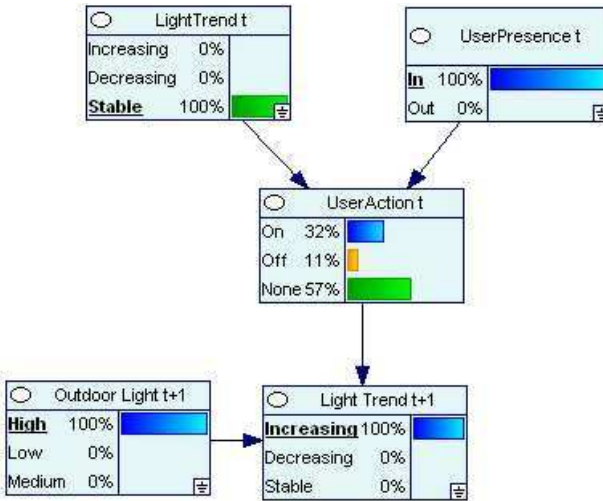 LightTrend t
Increasing 0%
Decreasing 0%
Stable 100%
UserPresence t
In 100%
Out 0%
UserAction t
On 32%
Off 11%
None 57%
Outdoor Light t+1
High 100%
Low 0%
Medium 0%
Light Trend t+1
Increasing 100%
Decreasing 0%
Stable 0%